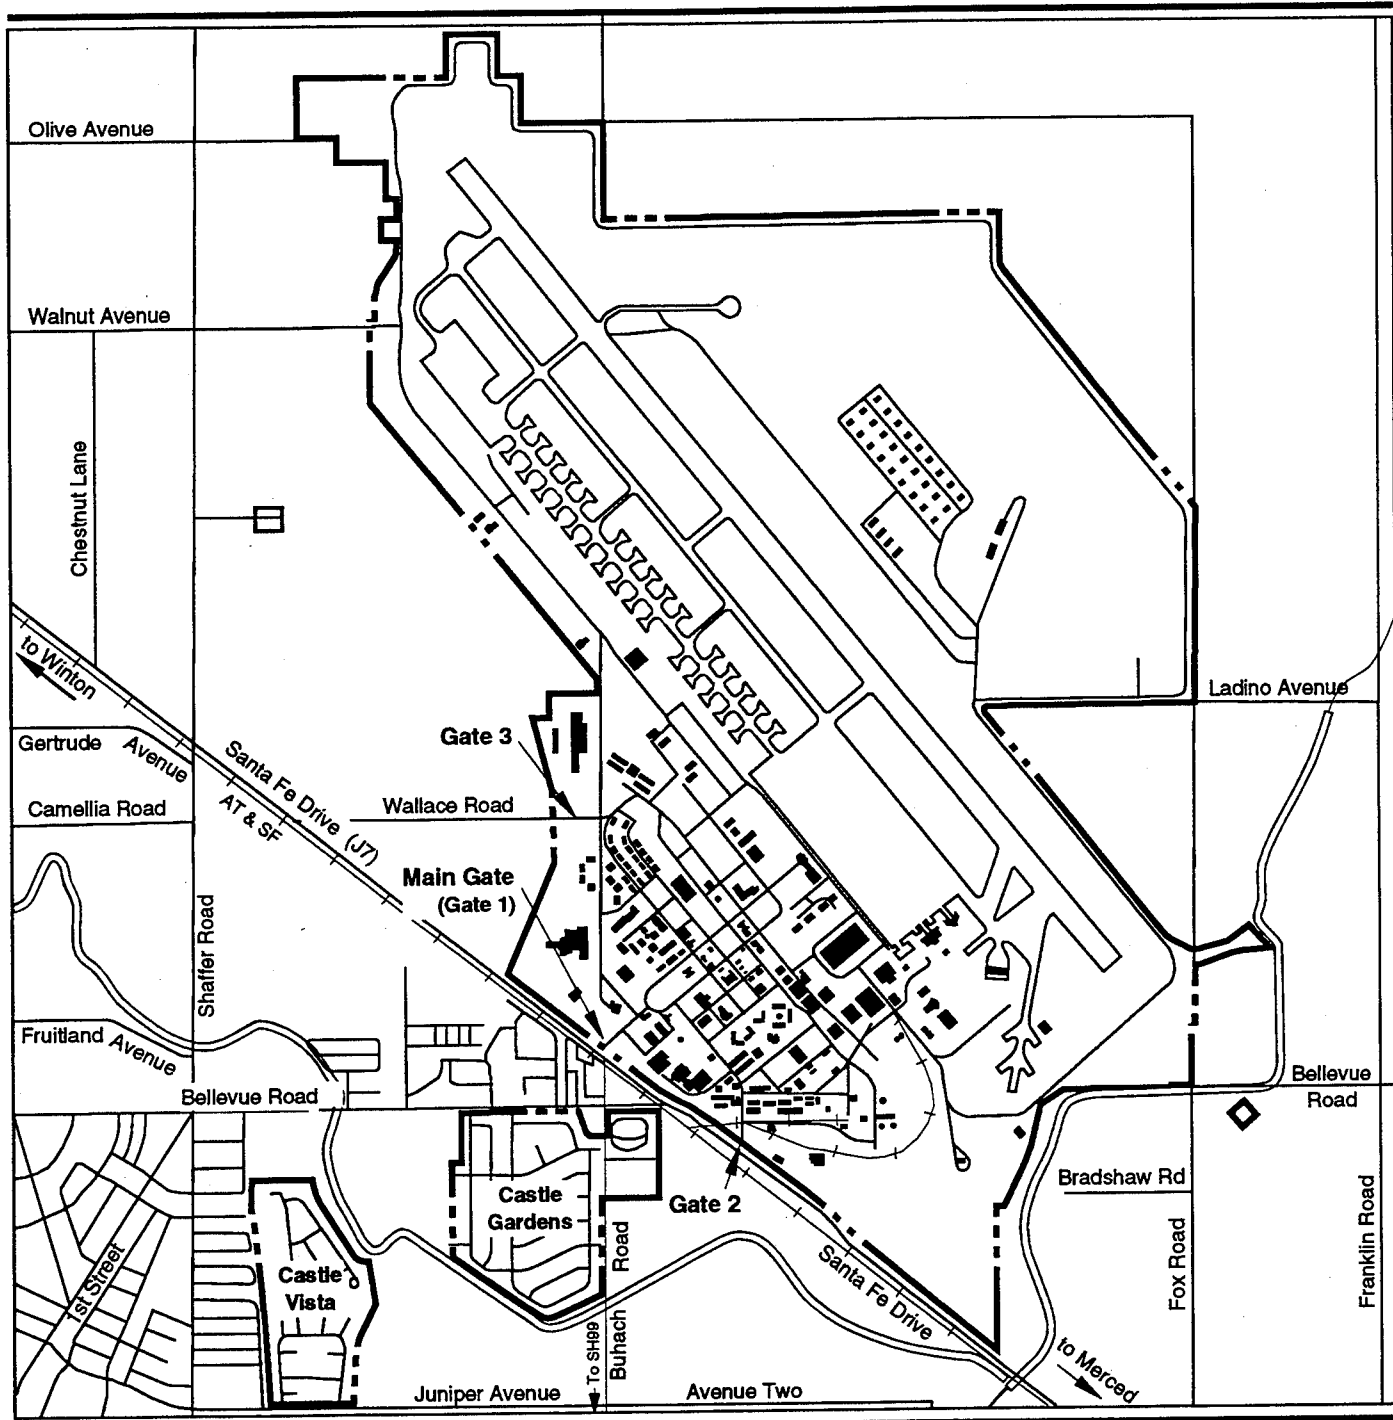 Olive Avenue
Walnut Avenue
Chestnut Lane
to Winton
Ladino Avenue
Gertrude Avenue
Santa Fe Drive (J7)
AT & SF
Gate 3
Wallace Road
Camellia Road
Main Gate
(Gate 1)
Shaffer Road
Fruitland Avenue
Bellevue Road
Bellevue
Road
Bradshaw Rd
Castle
Gardens
Gate 2
1st Street
Castle
Vista
Santa Fe Drive
Fox Road
Franklin Road
To SH99
Buhach Road
to Merced
Juniper Avenue
Avenue Two